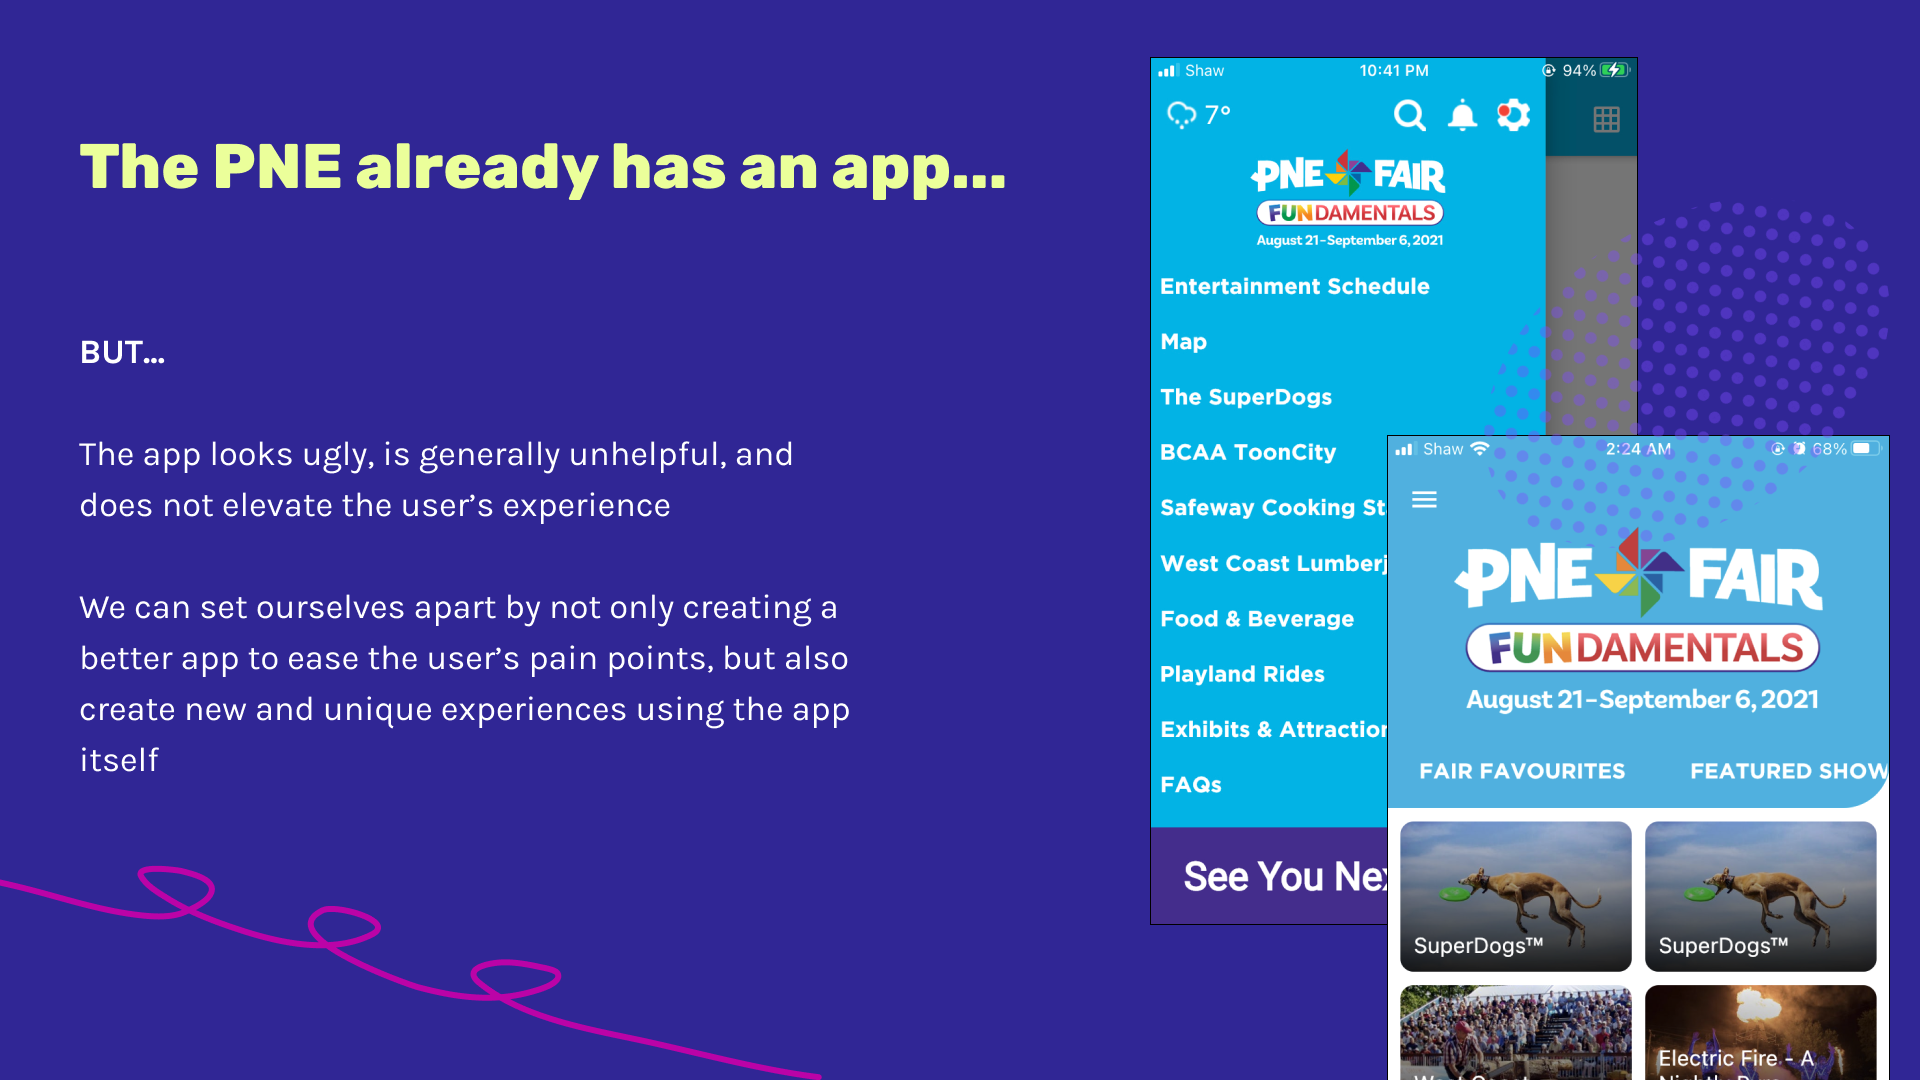 The PNE already has an app...
BUT...
The app looks ugly, is generally unhelpful, and
does not elevate the user’s experience
We can set ourselves apart by not only creating a
better app to ease the user’s pain points, but also
create new and unique experiences using the app
itself
Shaw 10:41 PM 94%
7°
PNE FAIR
FUNDAMENTALS
August 21–September 6, 2021
Entertainment Schedule
Map
The SuperDogs
BCAA ToonCity
Safeway Cooking St
West Coast Lumberj
Food & Beverage
Playland Rides
Exhibits & Attraction
FAQs
See You Nex
Shaw 2:24 AM 68%
PNE FAIR
FUNDAMENTALS
August 21–September 6, 2021
FAIR FAVOURITES FEATURED SHOW
SuperDogs™ SuperDogs™
Electric Fire - A
West Coast